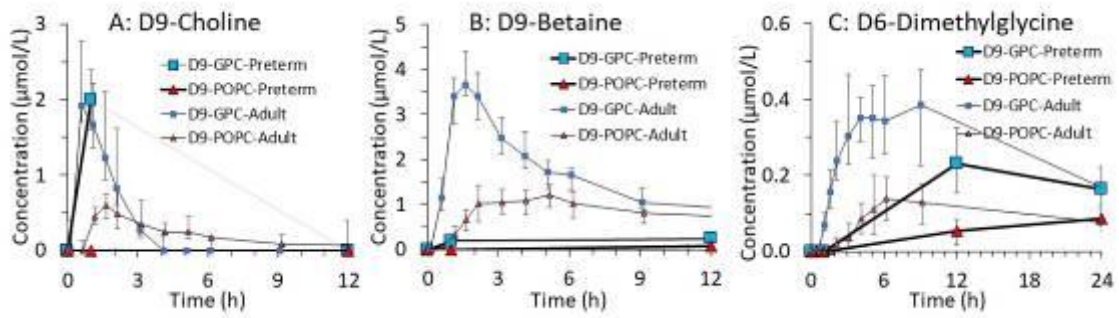 A: D9-Choline
Concentration (μmol/L)
3
2
1
0
D9-GPC-Preterm
D9-POPC-Preterm
D9-GPC-Adult
D9-POPC-Adult
0 3 6 9 12
Time (h)
B: D9-Betaine
Concentration (μmol/L)
5
4
3
2
1
0
D9-GPC-Preterm
D9-POPC-Preterm
D9-GPC-Adult
D9-POPC-Adult
0 3 6 9 12
Time (h)
C: D6-Dimethylglycine
Concentration (μmol/L)
0.6
0.4
0.2
0.0
D9-GPC-Preterm
D9-POPC-Preterm
D9-GPC-Adult
D9-POPC-Adult
0 6 12 18 24
Time (h)